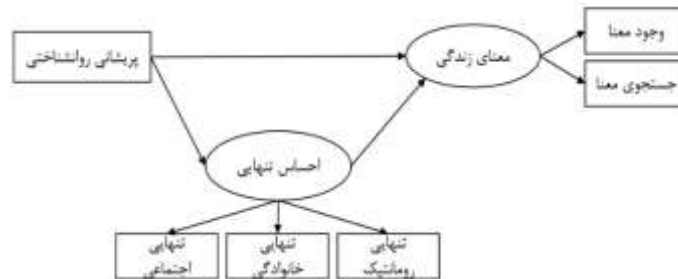 وجود معنا
معنای زندگی
پریشانی روانشناختی
جستجوی معنا
احساس تنهایی
تنهایی
رومانتیک
تنهایی
خانوادگی
تنهایی
اجتماعی